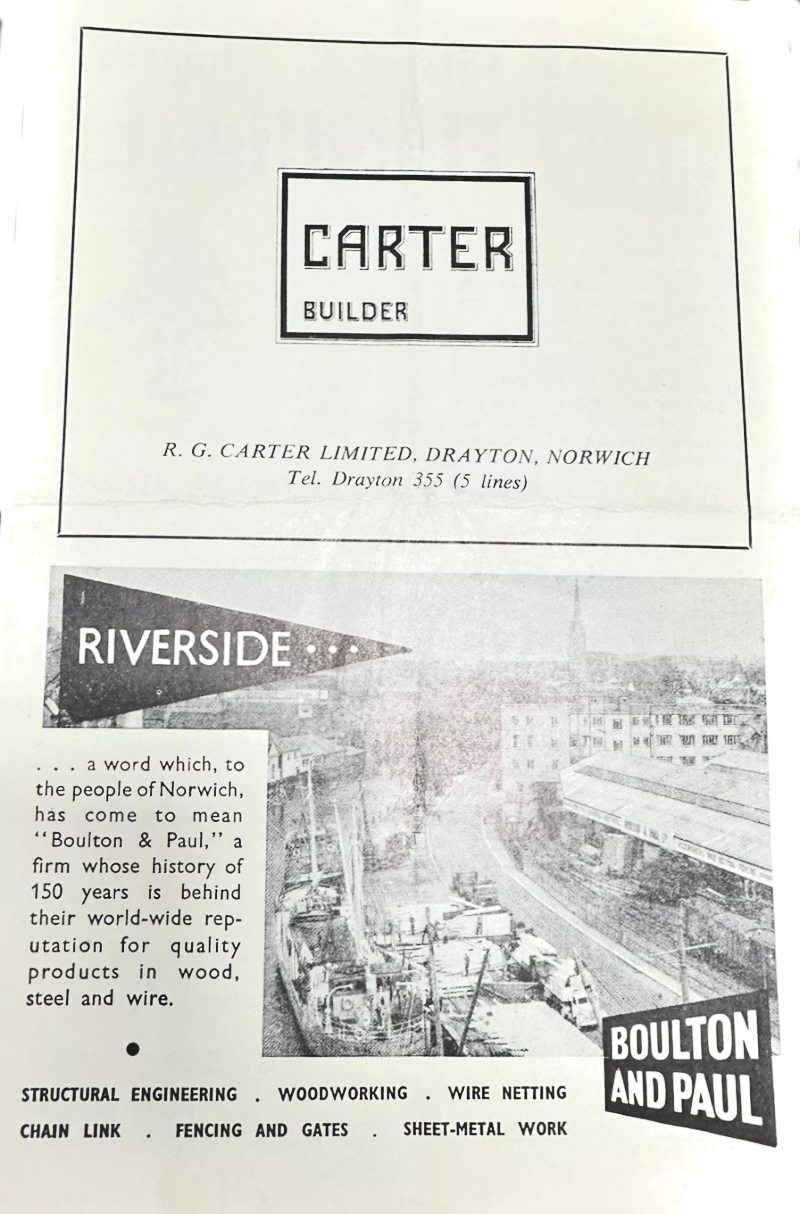 CARTER
BUILDER
R. G. CARTER LIMITED, DRAYTON, NORWICH
Tel. Drayton 355 (5 lines)
RIVERSIDE ...
. . . a word which, to
the people of Norwich,
has come to mean
“Boulton & Paul,” a
firm whose history of
150 years is behind
their world-wide rep-
utation for quality
products in wood,
steel and wire.
BOULTON
AND PAUL
STRUCTURAL ENGINEERING . WOODWORKING . WIRE NETTING
CHAIN LINK . FENCING AND GATES . SHEET-METAL WORK